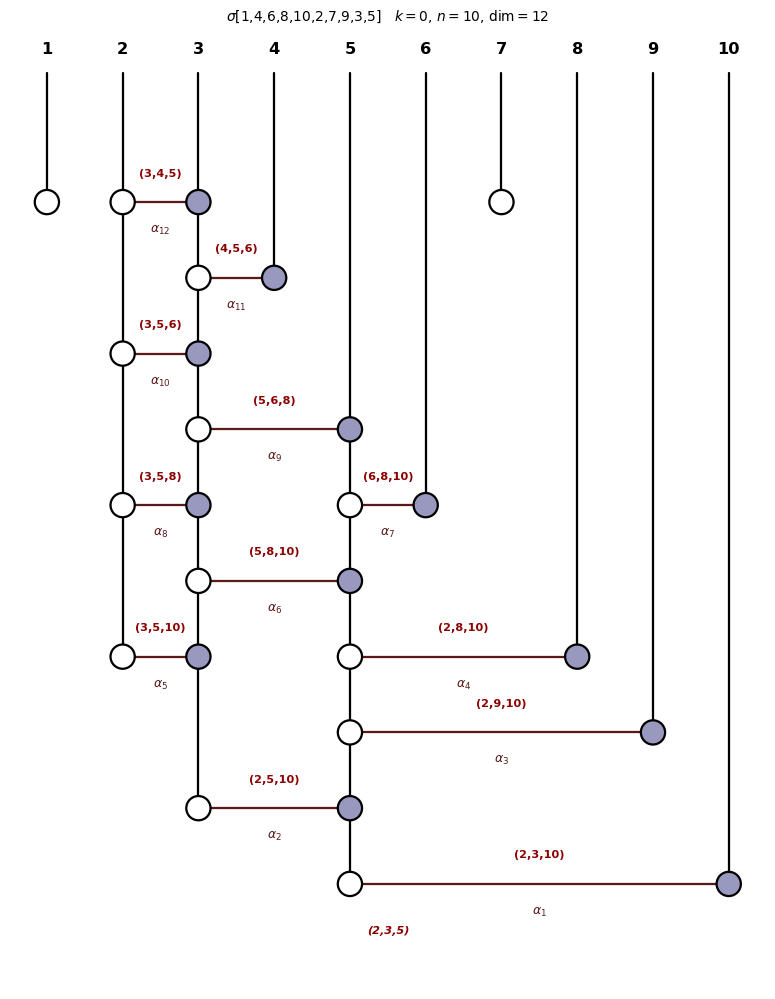 σ[1,4,6,8,10,2,7,9,3,5]   k=0, n=10, dim=12
1 2 3 4 5 6 7 8 9 10
(3,4,5)
α12
(4,5,6)
α11
(3,5,6)
α10
(5,6,8)
α9
(3,5,8) (6,8,10)
α8 α7
(5,8,10)
α6
(3,5,10) (2,8,10)
α5 α4
(2,9,10)
α3
(2,5,10)
α2
(2,3,10)
α1
(2,3,5)